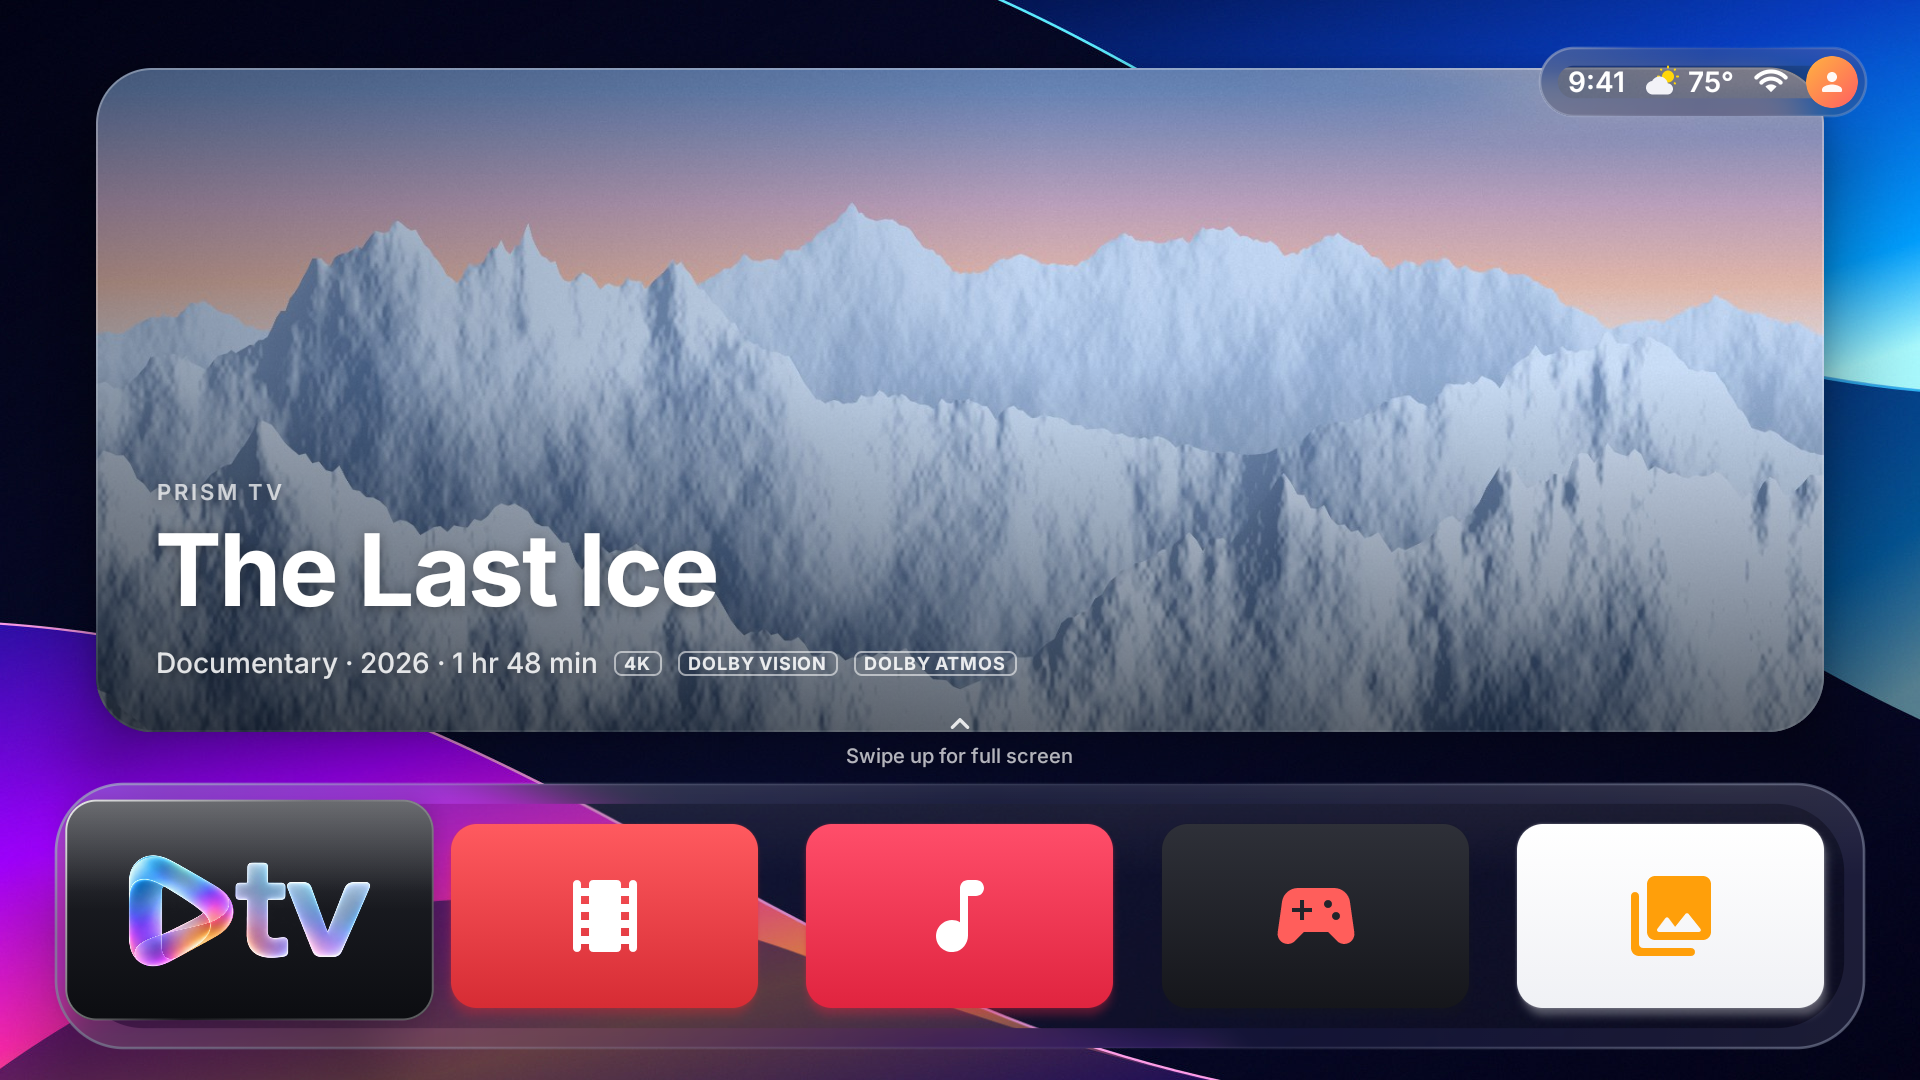 9:41 75°
PRISM TV
The Last Ice
Documentary · 2026 · 1 hr 48 min 4K DOLBY VISION DOLBY ATMOS
Swipe up for full screen
tv